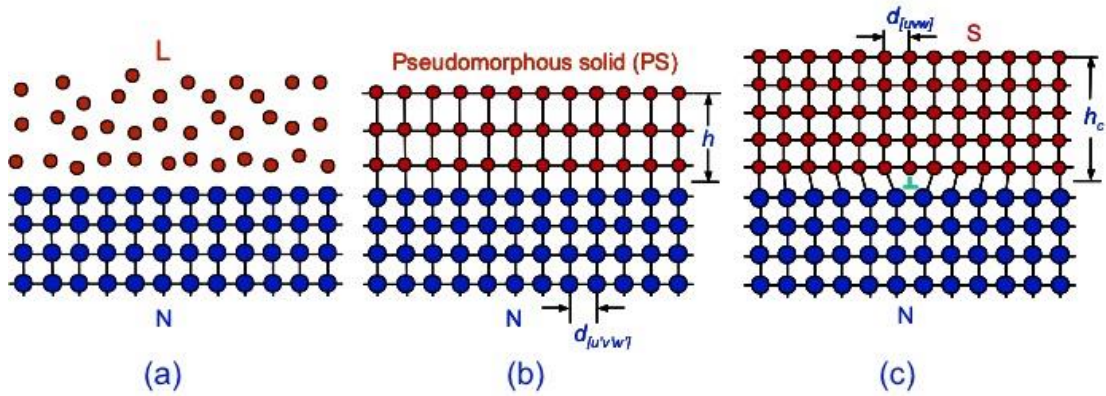 L
N
(a)
Pseudomorphous solid (PS)
h
N
d[u'v'w']
(b)
d[uvw]
S
hc
N
(c)